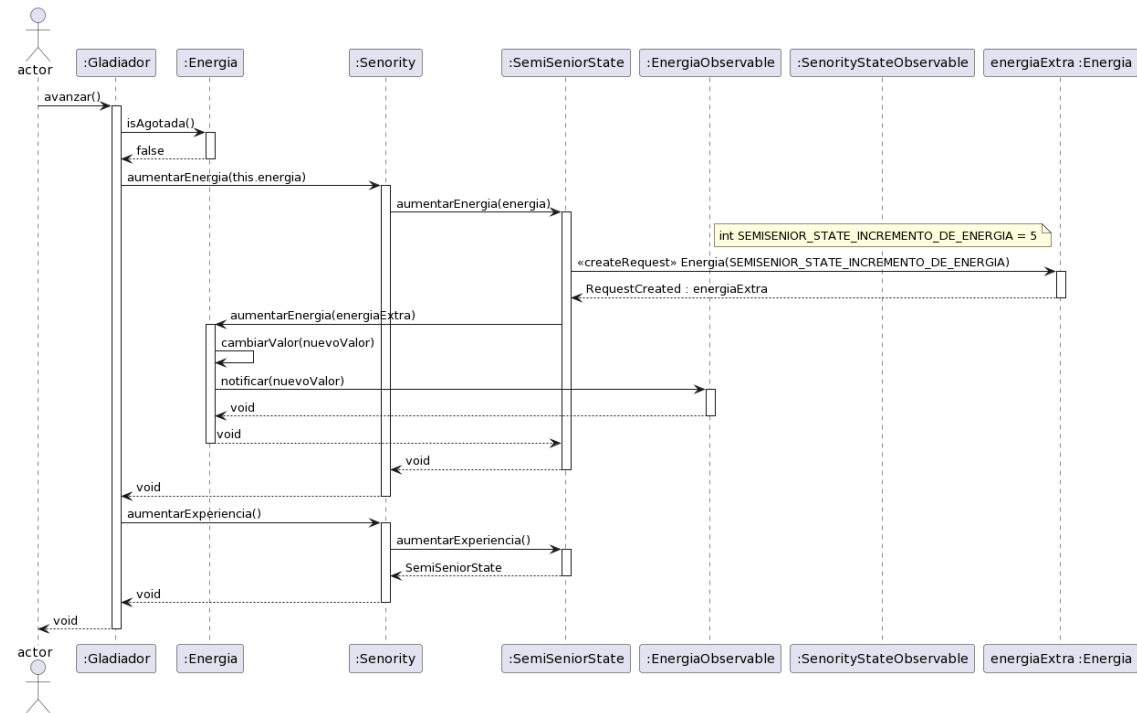 actor
:Gladiador
:Energia
:Senority
:SemiSeniorState
:EnergiaObservable
:SenorityStateObservable
energiaExtra :Energia
avanzar()
isAgotada()
false
aumentarEnergia(this.energia)
aumentarEnergia(energia)
int SEMISENIOR_STATE_INCREMENTO_DE_ENERGIA = 5
«createRequest» Energia(SEMISENIOR_STATE_INCREMENTO_DE_ENERGIA)
RequestCreated : energiaExtra
aumentarEnergia(energiaExtra)
cambiarValor(nuevoValor)
notificar(nuevoValor)
void
void
void
void
aumentarExperiencia()
aumentarExperiencia()
SemiSeniorState
void
void
actor
:Gladiador
:Energia
:Senority
:SemiSeniorState
:EnergiaObservable
:SenorityStateObservable
energiaExtra :Energia